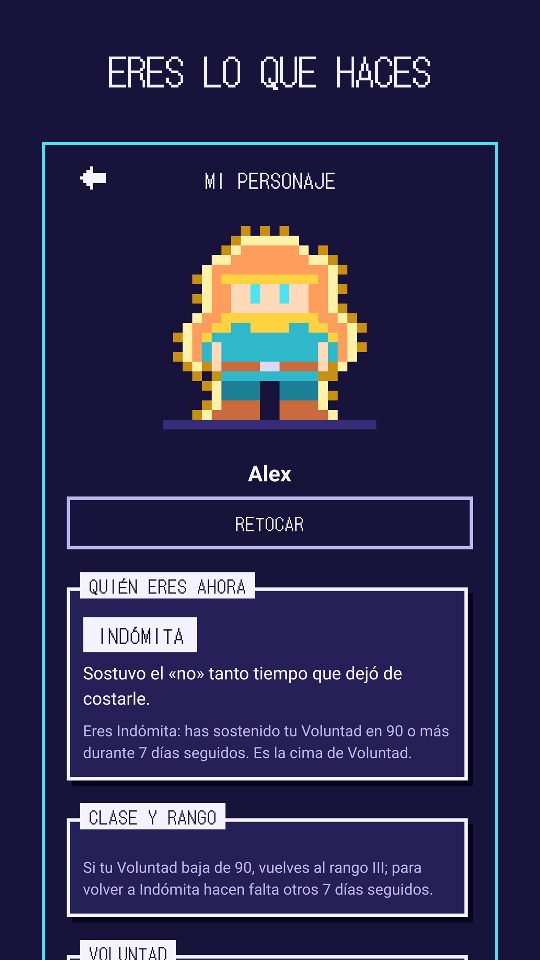 ERES LO QUE HACES
MI PERSONAJE
Alex
RETOCAR
QUIÉN ERES AHORA
INDÓMITA
Sostuvo el «no» tanto tiempo que dejó de
costarle.
Eres Indómita: has sostenido tu Voluntad en 90 o más
durante 7 días seguidos. Es la cima de Voluntad.
CLASE Y RANGO
Si tu Voluntad baja de 90, vuelves al rango III; para
volver a Indómita hacen falta otros 7 días seguidos.
VOLUNTAD